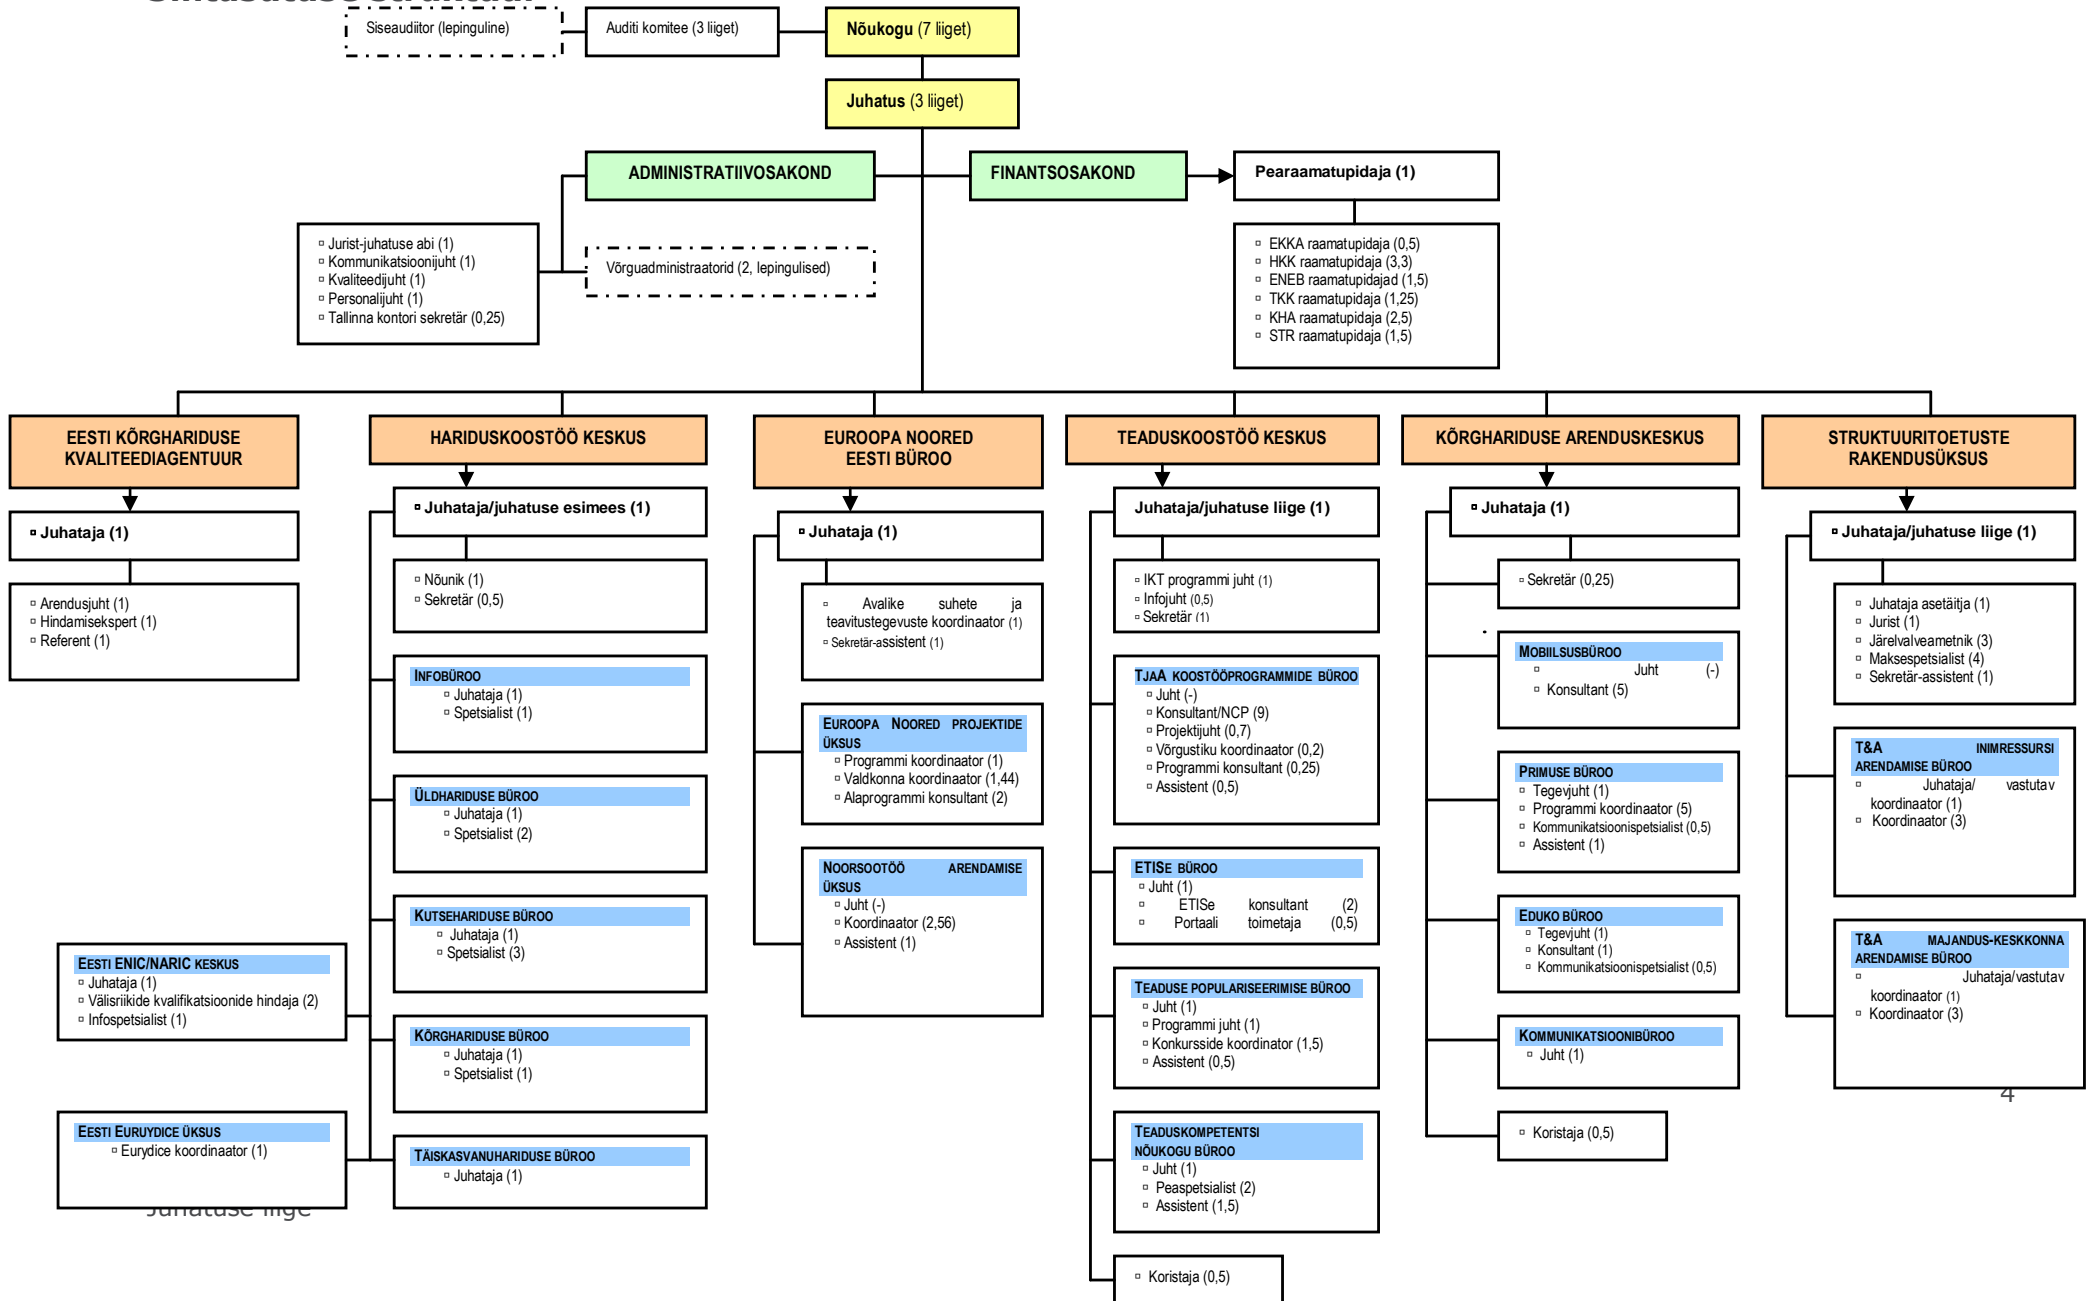 Siseaudiitor (lepinguline)
Auditi komitee (3 liiget)
Nõukogu (7 liiget)
Juhatus (3 liiget)
ADMINISTRATIIVOSAKOND
FINANTSOSAKOND
Pearaamatupidaja (1)
▫ Jurist-juhatuse abi (1)
▫ Kommunikatsioonijuht (1)
▫ Kvaliteedijuht (1)
▫ Personalijuht (1)
▫ Tallinna kontori sekretär (0,25)
Võrguadministraatorid (2, lepingulised)
▫ EKKA raamatupidaja (0,5)
▫ HKK raamatupidaja (3,3)
▫ ENEB raamatupidajad (1,5)
▫ TKK raamatupidaja (1,25)
▫ KHA raamatupidaja (2,5)
▫ STR raamatupidaja (1,5)
EESTI KÕRGHARIDUSE
KVALITEEDIAGENTUUR
▫ Juhataja (1)
▫ Arendusjuht (1)
▫ Hindamisekspert (1)
▫ Referent (1)
HARIDUSKOOSTÖÖ KESKUS
▫ Juhataja/juhatuse esimees (1)
▫ Nõunik (1)
▫ Sekretär (0,5)
INFOBÜROO
▫ Juhataja (1)
▫ Spetsialist (1)
ÜLDHARIDUSE BÜROO
▫ Juhataja (1)
▫ Spetsialist (2)
KUTSEHARIDUSE BÜROO
▫ Juhataja (1)
▫ Spetsialist (3)
EESTI ENIC/NARIC KESKUS
▫ Juhataja (1)
▫ Välisriikide kvalifikatsioonide hindaja (2)
▫ Infospetsialist (1)
KÕRGHARIDUSE BÜROO
▫ Juhataja (1)
▫ Spetsialist (1)
EESTI EURUYDICE ÜKSUS
▫ Eurydice koordinaator (1)
TÄISKASVANUHARIDUSE BÜROO
▫ Juhataja (1)
EUROOPA NOORED
EESTI BÜROO
▫ Juhataja (1)
▫ Avalike suhete ja
teavitustegevuste koordinaator (1)
▫ Sekretär-assistent (1)
EUROOPA NOORED PROJEKTIDE
ÜKSUS
▫ Programmi koordinaator (1)
▫ Valdkonna koordinaator (1,44)
▫ Alaprogrammi konsultant (2)
NOORSOOTÖÖ ARENDAMISE
ÜKSUS
▫ Juht (-)
▫ Koordinaator (2,56)
▫ Assistent (1)
TEADUSKOOSTÖÖ KESKUS
Juhataja/juhatuse liige (1)
▫ IKT programmi juht (1)
▫ Infojuht (0,5)
▫ Sekretär (1)
TJAA KOOSTÖÖPROGRAMMIDE BÜROO
▫ Juht (-)
▫ Konsultant/NCP (9)
▫ Projektijuht (0,7)
▫ Võrgustiku koordinaator (0,2)
▫ Programmi konsultant (0,25)
▫ Assistent (0,5)
ETISE BÜROO
▫ Juht (1)
▫ ETISe konsultant (2)
▫ Portaali toimetaja (0,5)
TEADUSE POPULARISEERIMISE BÜROO
▫ Juht (1)
▫ Programmi juht (1)
▫ Konkursside koordinator (1,5)
▫ Assistent (0,5)
TEADUSKOMPETENTSI
NÕUKOGU BÜROO
▫ Juht (1)
▫ Peaspetsialist (2)
▫ Assistent (1,5)
▫ Koristaja (0,5)
KÕRGHARIDUSE ARENDUSKESKUS
▫ Juhataja (1)
▫ Sekretär (0,25)
MOBIILSUSBÜROO
▫ Juht (-)
▫ Konsultant (5)
PRIMUSE BÜROO
▫ Tegevjuht (1)
▫ Programmi koordinaator (5)
▫ Kommunikatsioonispetsialist (0,5)
▫ Assistent (1)
EDUKO BÜROO
▫ Tegevjuht (1)
▫ Konsultant (1)
▫ Kommunikatsioonispetsialist (0,5)
KOMMUNIKATSIOONIBÜROO
▫ Juht (1)
▫ Koristaja (0,5)
STRUKTUURITOETUSTE
RAKENDUSÜKSUS
▫ Juhataja/juhatuse liige (1)
▫ Juhataja asetäitja (1)
▫ Jurist (1)
▫ Järelvalveametnik (3)
▫ Maksespetsialist (4)
▫ Sekretär-assistent (1)
T&A INIMRESSURSI
ARENDAMISE BÜROO
▫ Juhataja/ vastutav
koordinaator (1)
▫ Koordinaator (3)
T&A MAJANDUS-KESKKONNA
ARENDAMISE BÜROO
▫ Juhataja/vastutav
koordinaator (1)
▫ Koordinaator (3)
4
Juhatuse liige